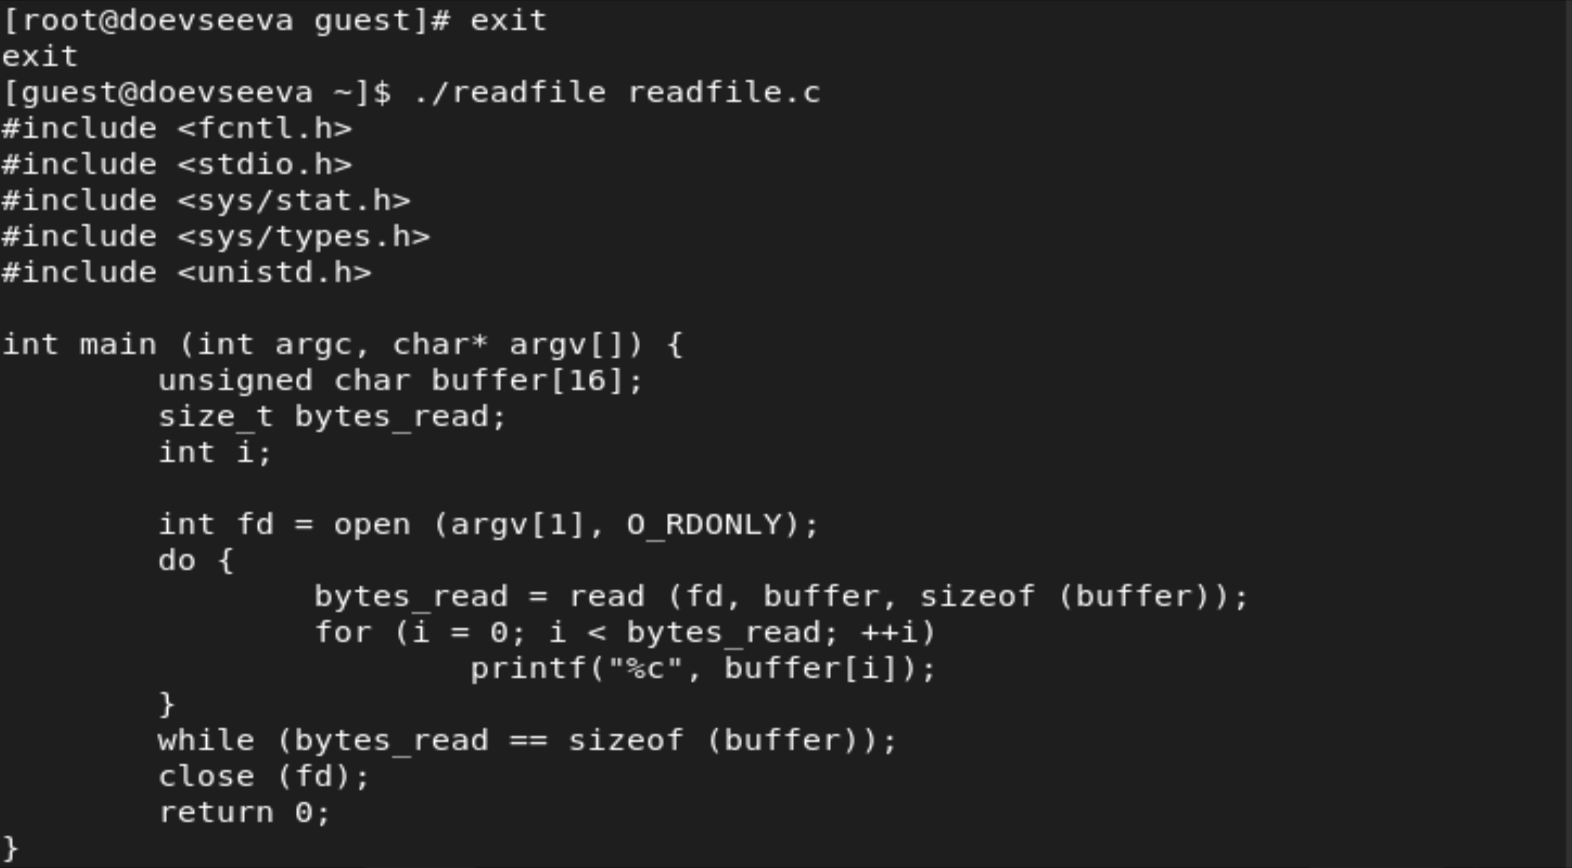 [root@doevseeva guest]# exit
exit
[guest@doevseeva ~]$ ./readfile readfile.c
#include <fcntl.h>
#include <stdio.h>
#include <sys/stat.h>
#include <sys/types.h>
#include <unistd.h>

int main (int argc, char* argv[]) {
        unsigned char buffer[16];
        size_t bytes_read;
        int i;

        int fd = open (argv[1], O_RDONLY);
        do {
                bytes_read = read (fd, buffer, sizeof (buffer));
                for (i = 0; i < bytes_read; ++i)
                        printf("%c", buffer[i]);
        }
        while (bytes_read == sizeof (buffer));
        close (fd);
        return 0;
}